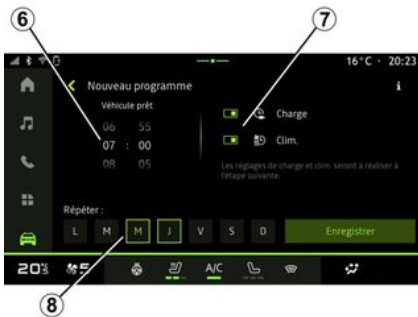 6
7
16°C · 20:23
Nouveau programme
i
Véhicule prêt
06 55
07 : 00
08 05
Charge
Clim.
Les réglages de charge et clim. seront à réaliser à
l'étape suivante.
Répéter :
L M M J V S D
Enregistrer
A/C
8